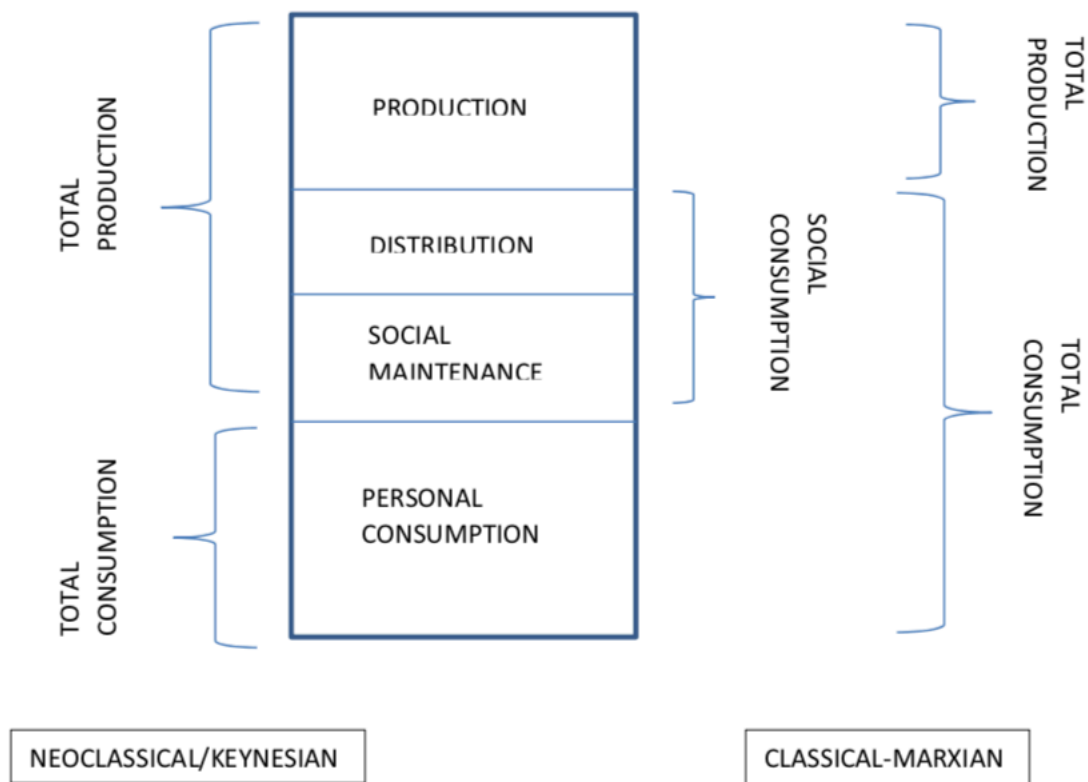 TOTAL
PRODUCTION
TOTAL
CONSUMPTION
PRODUCTION
DISTRIBUTION
SOCIAL
MAINTENANCE
PERSONAL
CONSUMPTION
SOCIAL
CONSUMPTION
TOTAL
PRODUCTION
TOTAL
CONSUMPTION
NEOCLASSICAL/KEYNESIAN
CLASSICAL-MARXIAN